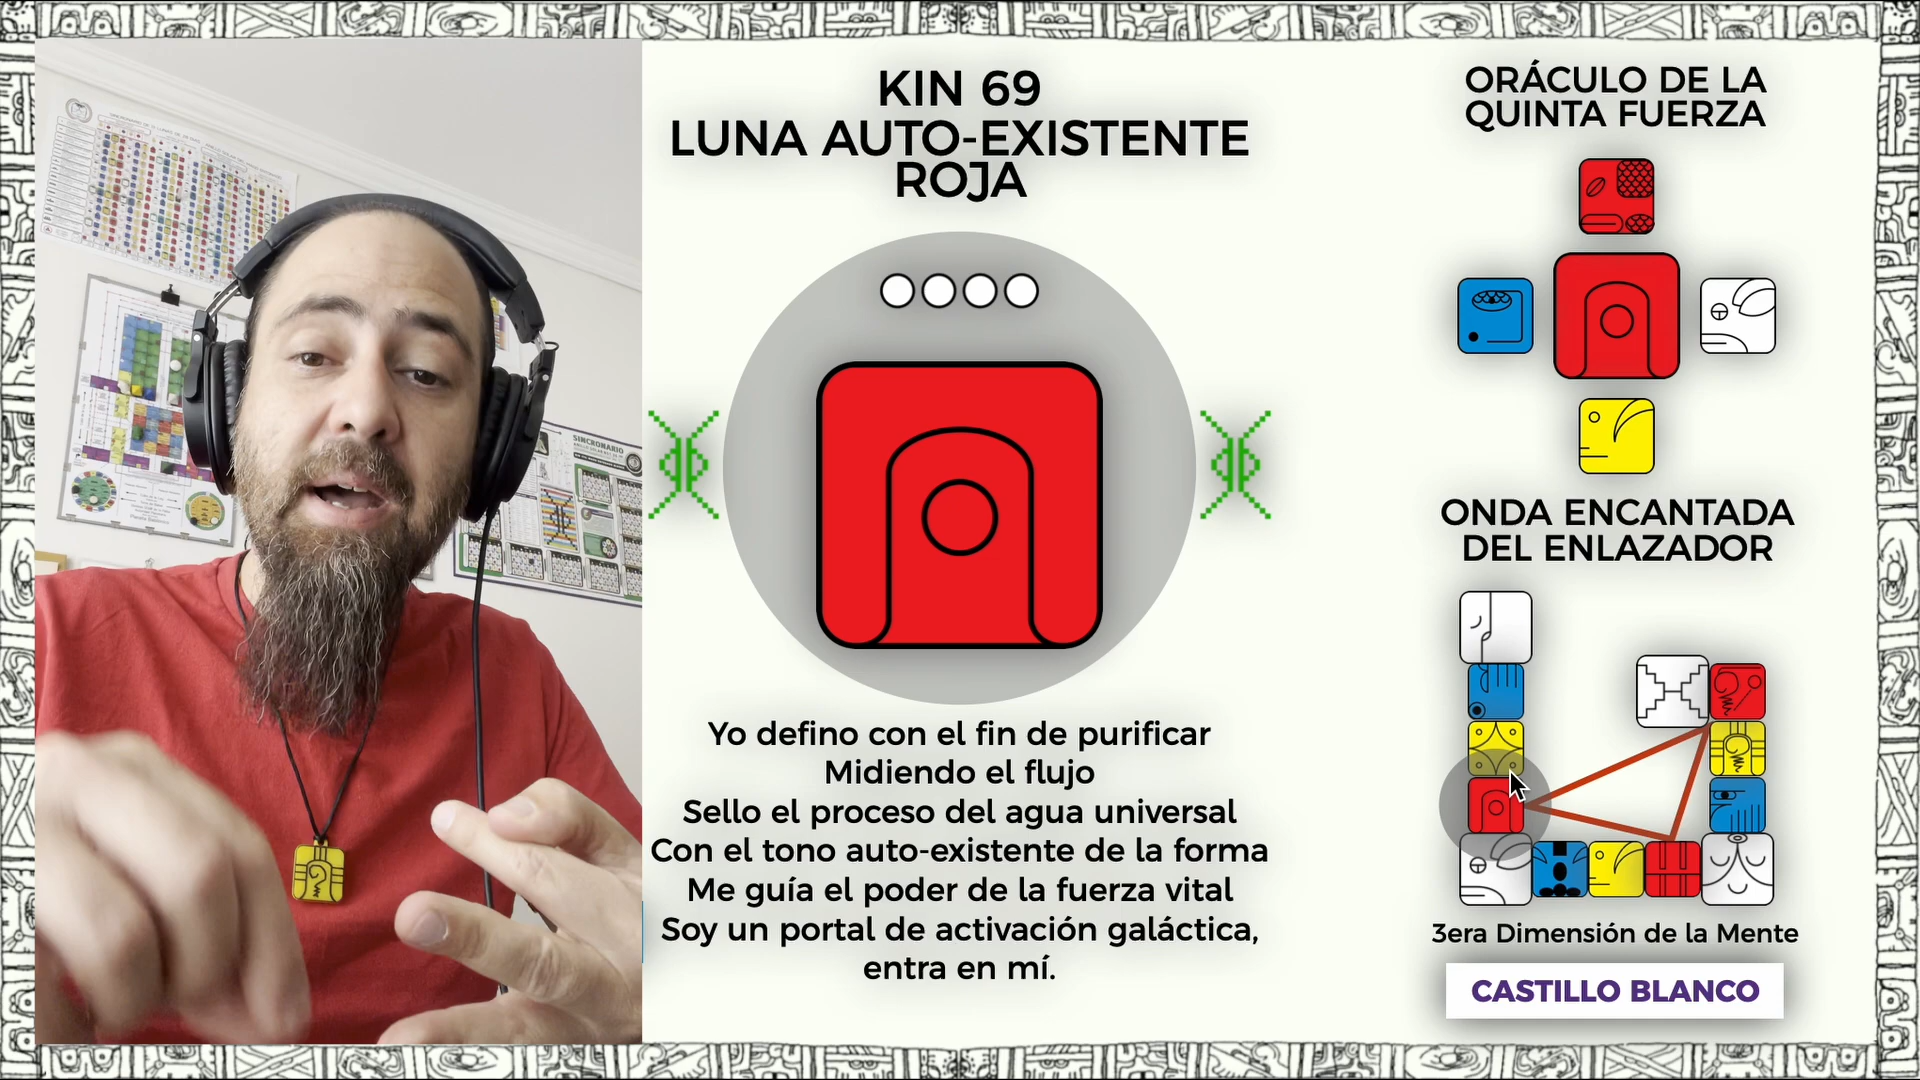 KIN 69
LUNA AUTO-EXISTENTE
ROJA
Yo defino con el fin de purificar
Midiendo el flujo
Sello el proceso del agua universal
Con el tono auto-existente de la forma
Me guía el poder de la fuerza vital
Soy un portal de activación galáctica,
entra en mí.
ORÁCULO DE LA
QUINTA FUERZA
ONDA ENCANTADA
DEL ENLAZADOR
3era Dimensión de la Mente
CASTILLO BLANCO
SINCRONARIO